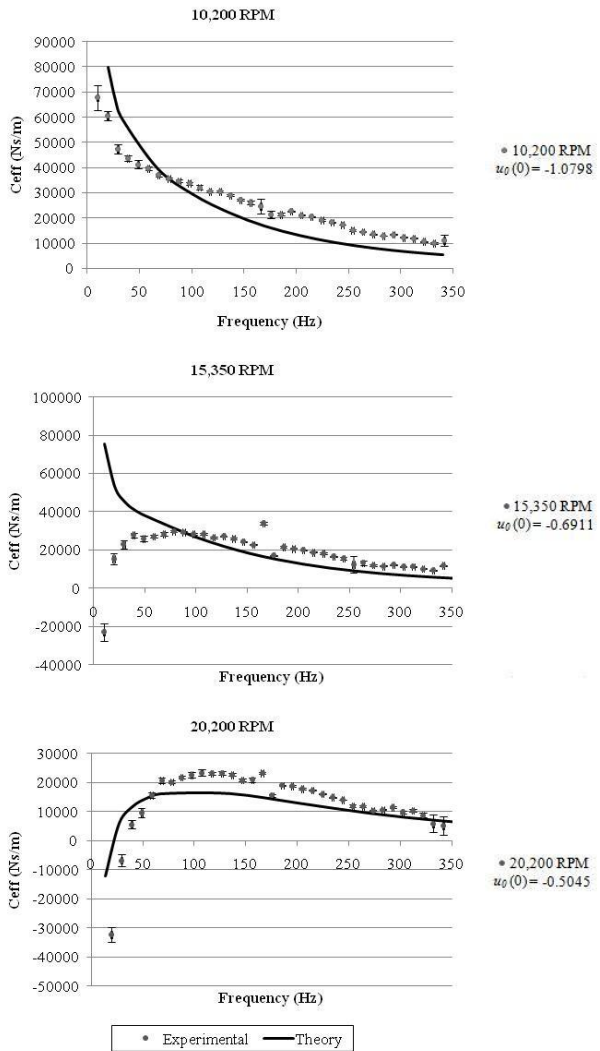 10,200 RPM
90000
80000
70000
60000
50000
40000
30000
20000
10000
0
Ceff (Ns/m)
0 50 100 150 200 250 300 350
Frequency (Hz)
10,200 RPM
u₀(0)= -1.0798
15,350 RPM
100000
80000
60000
40000
20000
0
-20000
-40000
Ceff (Ns/m)
0 50 100 150 200 250 300 350
Frequency (Hz)
15,350 RPM
u₀(0)= -0.6911
20,200 RPM
30000
20000
10000
0
-10000
-20000
-30000
-40000
-50000
Ceff (Ns/m)
0 50 100 150 200 250 300 350
Frequency (Hz)
20,200 RPM
u₀(0)= -0.5045
Experimental Theory